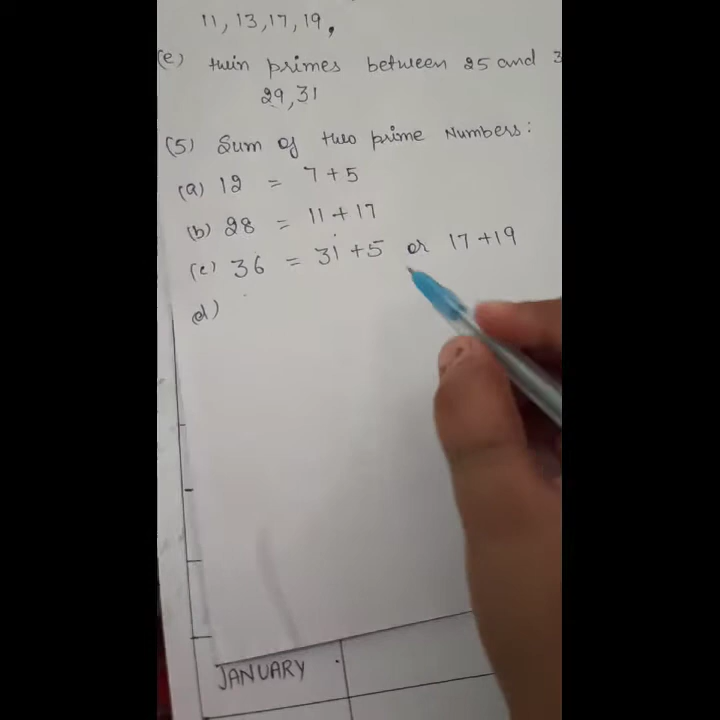 11, 13, 17, 19,
(e) twin primes between 25 and 3
29, 31
(5) Sum of two prime Numbers:
(a) 12 = 7+5
(b) 28 = 11+17
(c) 36 = 31+5 or 17+19
d)
JANUARY